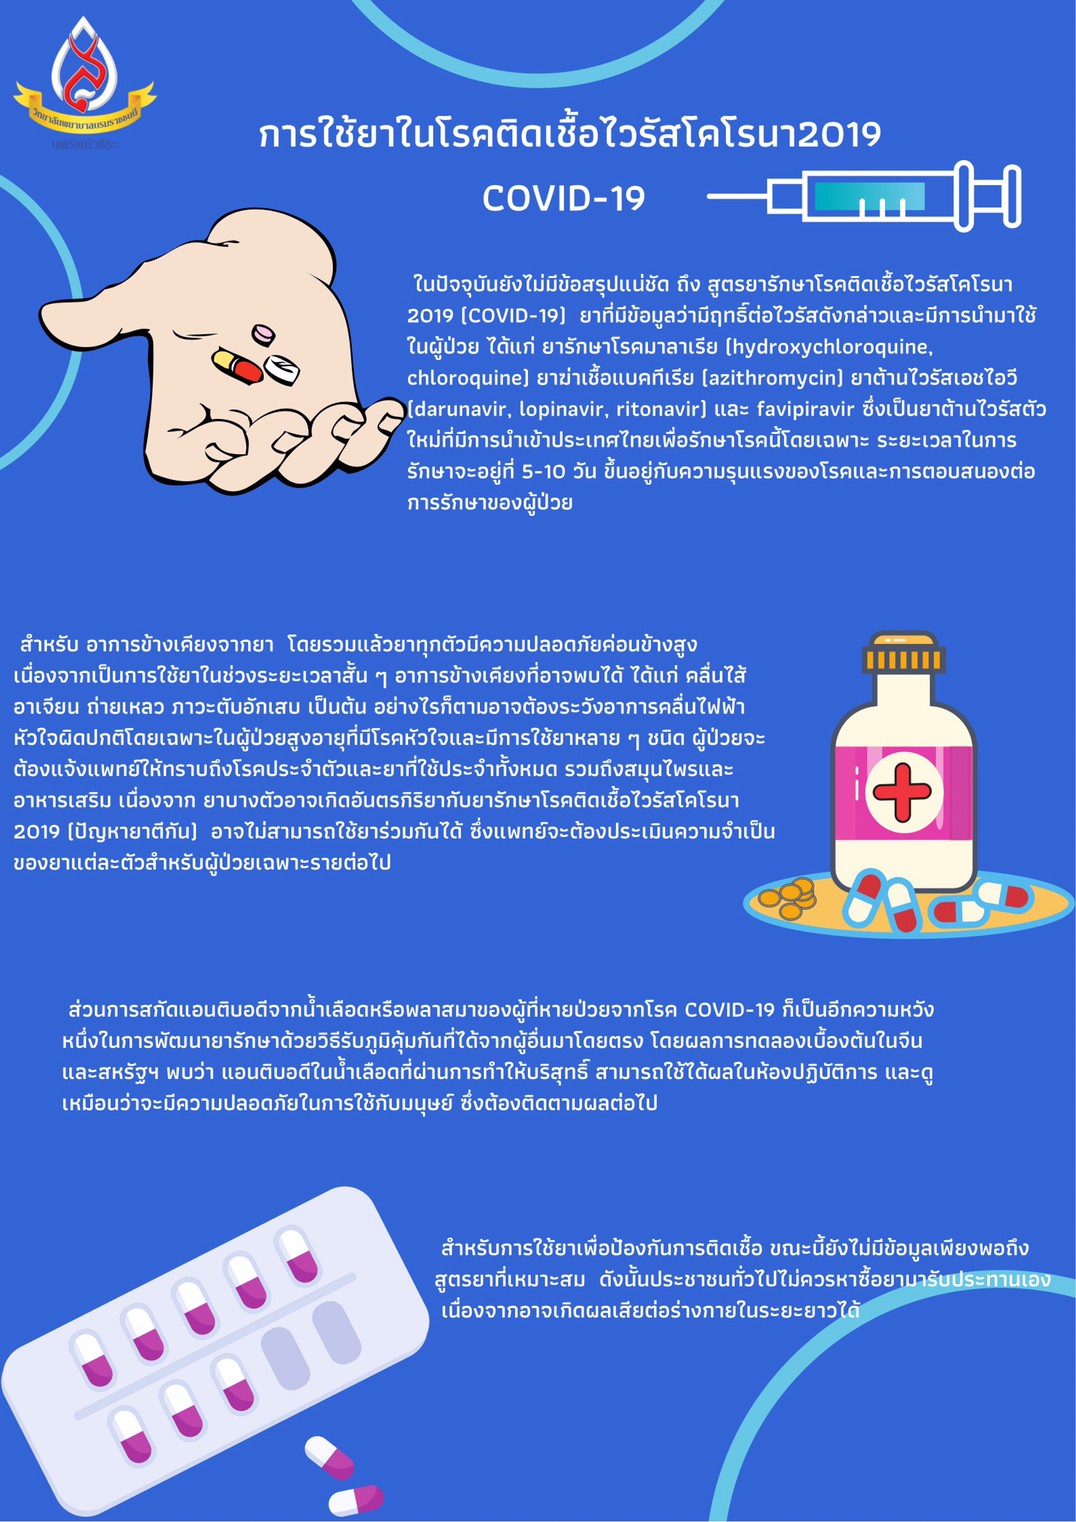 วิทยาลัยพยาบาลบรมราชชนนี
นพรัตน์วชิระ
การใช้ยาในโรคติดเชื้อไวรัสโคโรนา2019
COVID-19
ในปัจจุบันยังไม่มีข้อสรุปแน่ชัด ถึง สูตรยารักษาโรคติดเชื้อไวรัสโคโรนา
2019 (COVID-19) ยาที่มีข้อมูลว่ามีฤทธิ์ต่อไวรัสดังกล่าวและมีการนำมาใช้
ในผู้ป่วย ได้แก่ ยารักษาโรคมาลาเรีย (hydroxychloroquine,
chloroquine) ยาฆ่าเชื้อแบคทีเรีย (azithromycin) ยาต้านไวรัสเอชไอวี
(darunavir, lopinavir, ritonavir) และ favipiravir ซึ่งเป็นยาต้านไวรัสตัว
ใหม่ที่มีการนำเข้าประเทศไทยเพื่อรักษาโรคนี้โดยเฉพาะ ระยะเวลาในการ
รักษาจะอยู่ที่ 5-10 วัน ขึ้นอยู่กับความรุนแรงของโรคและการตอบสนองต่อ
การรักษาของผู้ป่วย
สำหรับ อาการข้างเคียงจากยา โดยรวมแล้วยาทุกตัวมีความปลอดภัยค่อนข้างสูง
เนื่องจากเป็นการใช้ยาในช่วงระยะเวลาสั้น ๆ อาการข้างเคียงที่อาจพบได้ ได้แก่ คลื่นไส้
อาเจียน ถ่ายเหลว ภาวะตับอักเสบ เป็นต้น อย่างไรก็ตามอาจต้องระวังอาการคลื่นไฟฟ้า
หัวใจผิดปกติโดยเฉพาะในผู้ป่วยสูงอายุที่มีโรคหัวใจและมีการใช้ยาหลาย ๆ ชนิด ผู้ป่วยจะ
ต้องแจ้งแพทย์ให้ทราบถึงโรคประจำตัวและยาที่ใช้ประจำทั้งหมด รวมถึงสมุนไพรและ
อาหารเสริม เนื่องจาก ยาบางตัวอาจเกิดอันตรกิริยากับยารักษาโรคติดเชื้อไวรัสโคโรนา
2019 (ปัญหายาตีกัน) อาจไม่สามารถใช้ยาร่วมกันได้ ซึ่งแพทย์จะต้องประเมินความจำเป็น
ของยาแต่ละตัวสำหรับผู้ป่วยเฉพาะรายต่อไป
ส่วนการสกัดแอนติบอดีจากน้ำเลือดหรือพลาสมาของผู้ที่หายป่วยจากโรค COVID-19 ก็เป็นอีกความหวัง
หนึ่งในการพัฒนายารักษาด้วยวิธีรับภูมิคุ้มกันที่ได้จากผู้อื่นมาโดยตรง โดยผลการทดลองเบื้องต้นในจีน
และสหรัฐฯ พบว่า แอนติบอดีในน้ำเลือดที่ผ่านการทำให้บริสุทธิ์ สามารถใช้ได้ผลในห้องปฏิบัติการ และดู
เหมือนว่าจะมีความปลอดภัยในการใช้กับมนุษย์ ซึ่งต้องติดตามผลต่อไป
สำหรับการใช้ยาเพื่อป้องกันการติดเชื้อ ขณะนี้ยังไม่มีข้อมูลเพียงพอถึง
สูตรยาที่เหมาะสม ดังนั้นประชาชนทั่วไปไม่ควรหาซื้อยามารับประทานเอง
เนื่องจากอาจเกิดผลเสียต่อร่างกายในระยะยาวได้